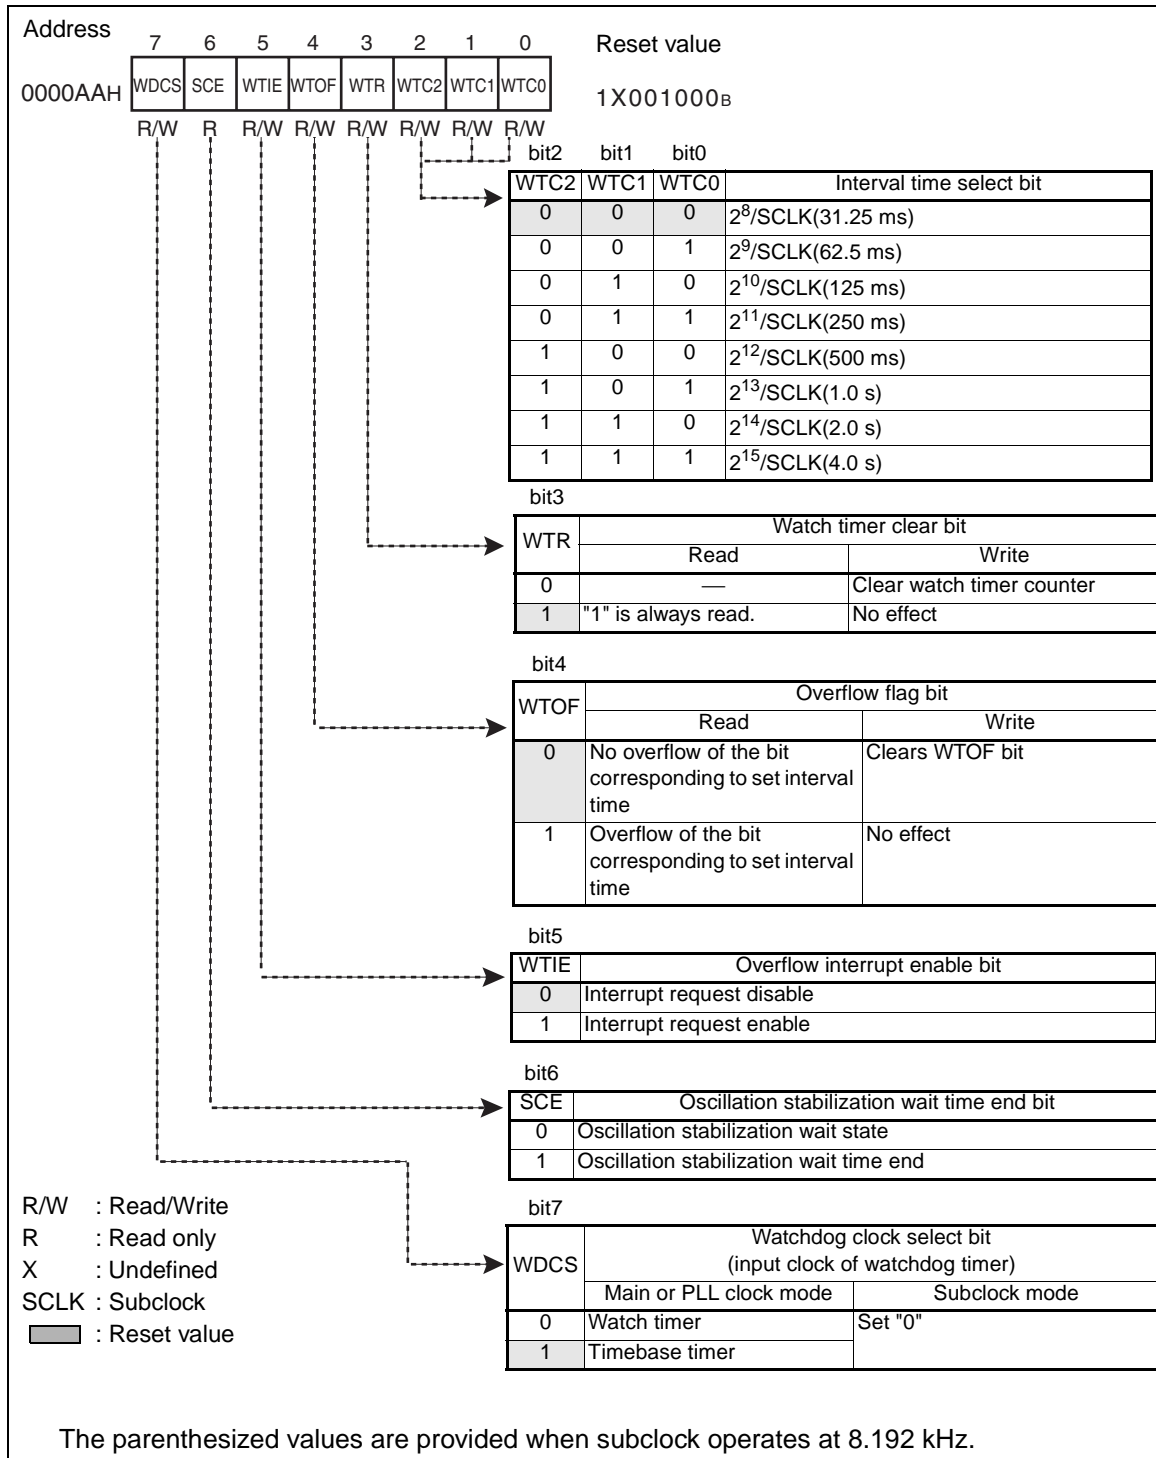 Address 7 6 5 4 3 2 1 0 Reset value
0000AAH WDCS SCE WTIE WTOF WTR WTC2 WTC1 WTC0 1X001000B
R/W R R/W R/W R/W R/W R/W R/W
bit2 bit1 bit0
WTC2 WTC1 WTC0 Interval time select bit
0 0 0 2^8/SCLK(31.25 ms)
0 0 1 2^9/SCLK(62.5 ms)
0 1 0 2^10/SCLK(125 ms)
0 1 1 2^11/SCLK(250 ms)
1 0 0 2^12/SCLK(500 ms)
1 0 1 2^13/SCLK(1.0 s)
1 1 0 2^14/SCLK(2.0 s)
1 1 1 2^15/SCLK(4.0 s)
bit3
WTR Watch timer clear bit
Read Write
0 — Clear watch timer counter
1 "1" is always read. No effect
bit4
WTOF Overflow flag bit
Read Write
0 No overflow of the bit Clears WTOF bit
corresponding to set interval
time
1 Overflow of the bit No effect
corresponding to set interval
time
bit5
WTIE Overflow interrupt enable bit
0 Interrupt request disable
1 Interrupt request enable
bit6
SCE Oscillation stabilization wait time end bit
0 Oscillation stabilization wait state
1 Oscillation stabilization wait time end
bit7
WDCS Watchdog clock select bit
(input clock of watchdog timer)
Main or PLL clock mode Subclock mode
0 Watch timer Set "0"
1 Timebase timer
R/W : Read/Write
R : Read only
X : Undefined
SCLK : Subclock
: Reset value
The parenthesized values are provided when subclock operates at 8.192 kHz.